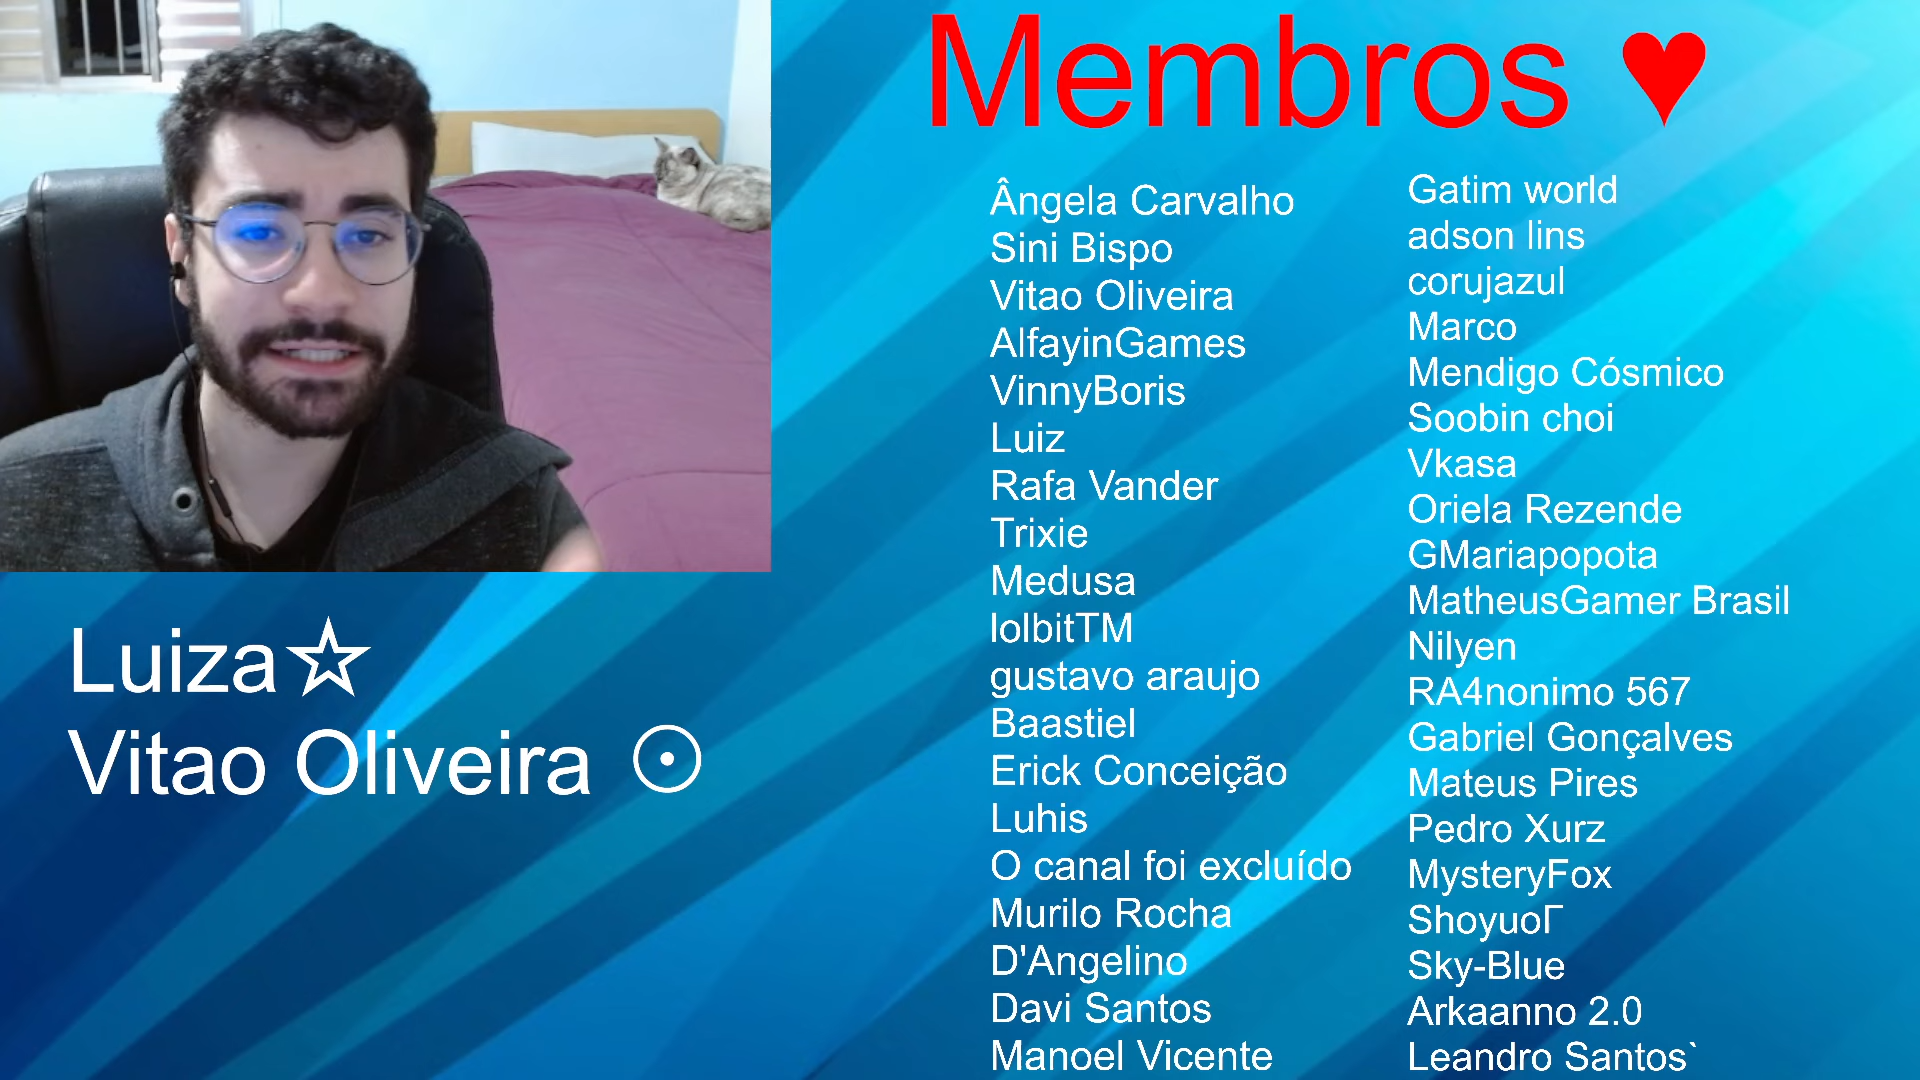 Membros ♥
Ângela Carvalho
Sini Bispo
Vitao Oliveira
AlfayinGames
VinnyBoris
Luiz
Rafa Vander
Trixie
Medusa
lolbitTM
gustavo araujo
Baastiel
Erick Conceição
Luhis
O canal foi excluído
Murilo Rocha
D'Angelino
Davi Santos
Manoel Vicente
Gatim world
adson lins
corujazul
Marco
Mendigo Cósmico
Soobin choi
Vkasa
Oriela Rezende
GMariapopota
MatheusGamer Brasil
Nilyen
RA4nonimo 567
Gabriel Gonçalves
Mateus Pires
Pedro Xurz
MysteryFox
ShoyuoΓ
Sky-Blue
Arkaanno 2.0
Leandro Santos`
Luiza☆
Vitao Oliveira ☉